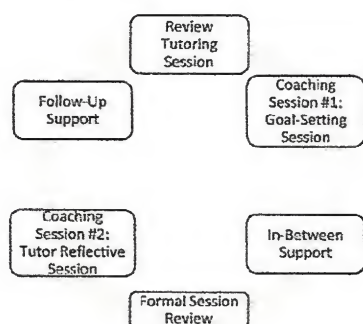 Review
Tutoring
Session
Coaching
Session #1:
Goal-Setting
Session
In-Between
Support
Formal Session
Review
Coaching
Session #2:
Tutor Reflective
Session
Follow-Up
Support